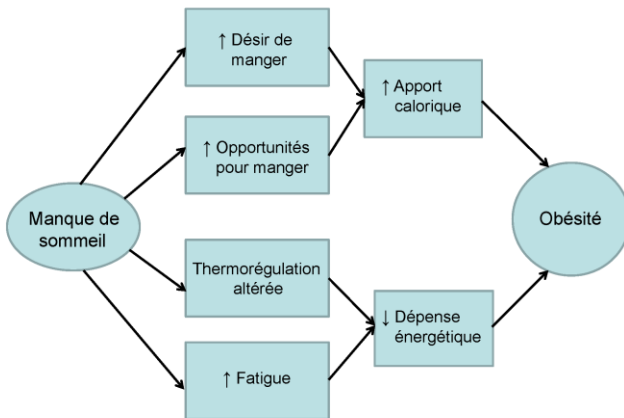 ↑ Désir de
manger
↑ Apport
calorique
↑ Opportunités
pour manger
Manque de
sommeil
Obésité
Thermorégulation
altérée
↓ Dépense
énergétique
↑ Fatigue